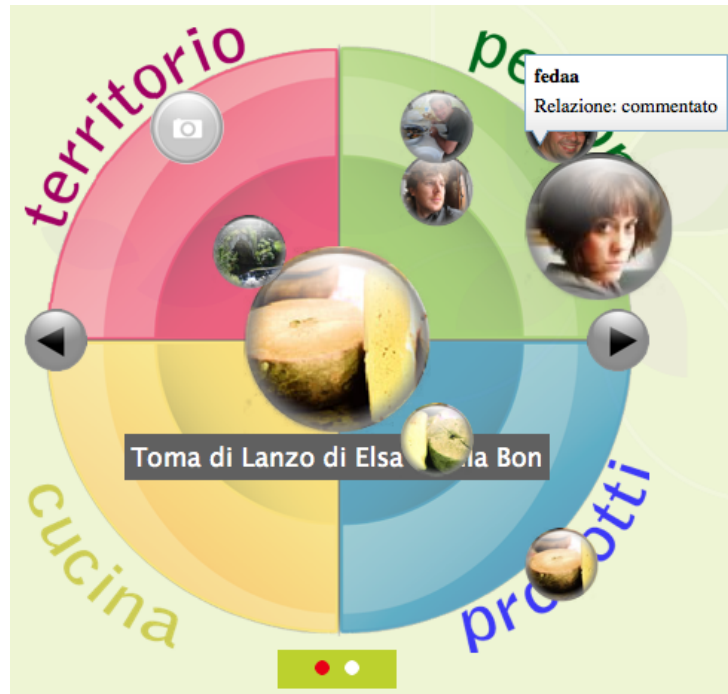 territorio
fedaa
Relazione: commentato
Toma di Lanzo di Elsa
la Bon
cucina